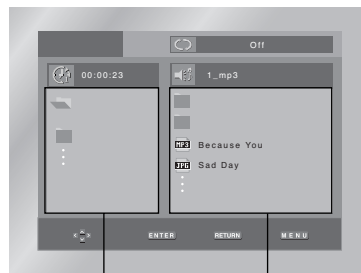 Off
00:00:23
1_mp3
MP3 Because You
JPG Sad Day
ENTER RETURN MENU